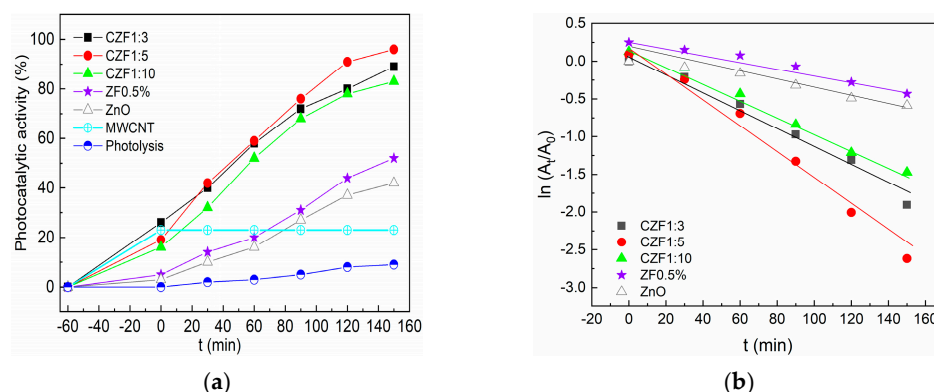 CZF1:3
CZF1:5
CZF1:10
ZF0.5%
ZnO
MWCNT
Photolysis
Photocatalytic activity (%)
100
80
60
40
20
0
-60 -40 -20 0 20 40 60 80 100 120 140 160
t (min)
(a)
ln (At/A0)
0.5
0.0
-0.5
-1.0
-1.5
-2.0
-2.5
-3.0
CZF1:3
CZF1:5
CZF1:10
ZF0.5%
ZnO
-20 0 20 40 60 80 100 120 140 160
t (min)
(b)